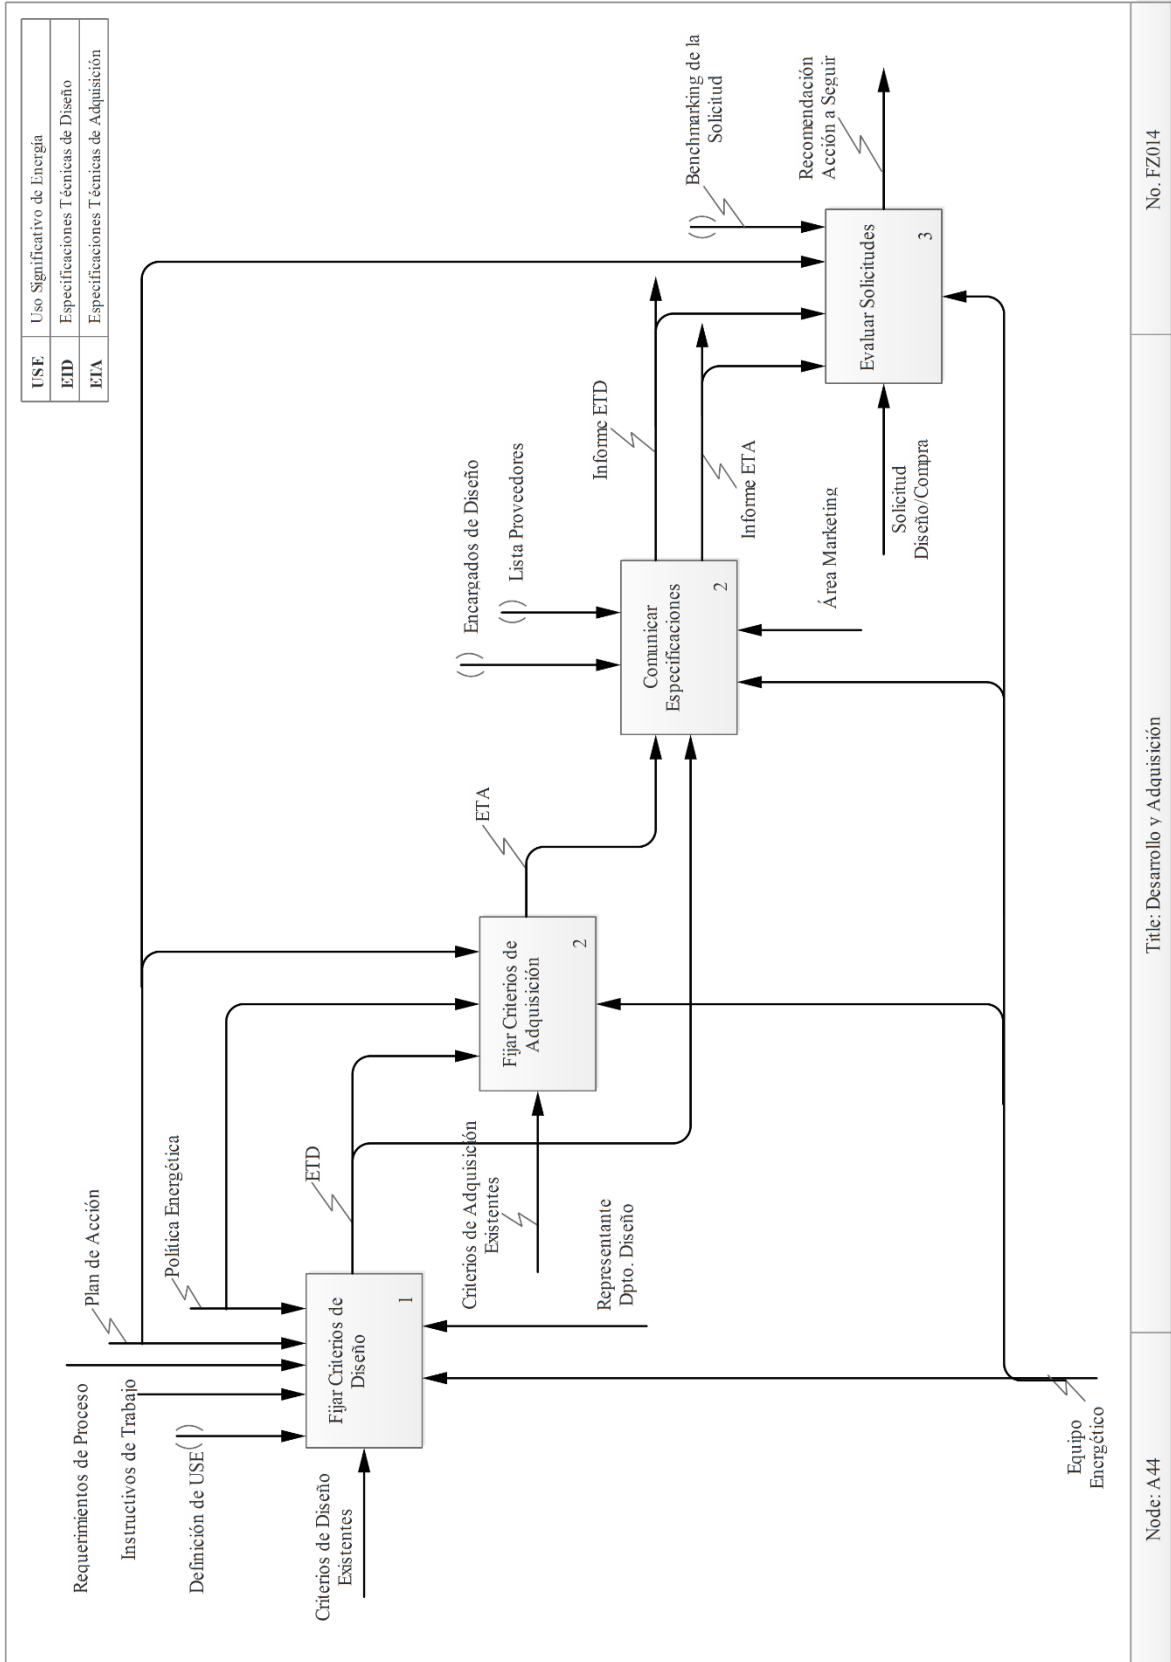 USE Uso Significativo de Energía
ETD Especificaciones Técnicas de Diseño
ETA Especificaciones Técnicas de Adquisición
Requerimientos de Proceso
Plan de Acción
Instructivos de Trabajo
Política Energética
Definición de USE
Criterios de Diseño
Existentes
Fijar Criterios de
Diseño
1
ETD
Criterios de Adquisición
Existentes
Representante
Dpto. Diseño
Fijar Criterios de
Adquisición
2
ETA
Encargados de Diseño
Lista Proveedores
Comunicar
Especificaciones
2
Informe ETD
Informe ETA
Área Marketing
Benchmarking de la
Solicitud
Solicitud
Diseño/Compra
Evaluar Solicitudes
3
Recomendación
Acción a Seguir
Equipo
Energético
Node: A44
Title: Desarrollo y Adquisición
No. FZ014